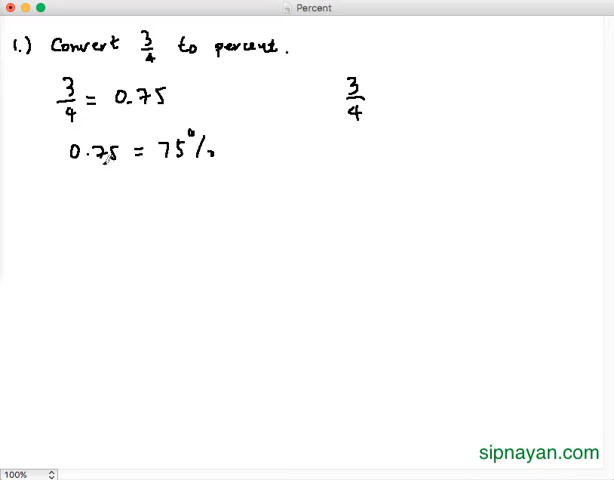 Percent
1.) Convert 3/4 to percent.
3/4 = 0.75
3/4
0.75 = 75%
sipnayan.com
100%